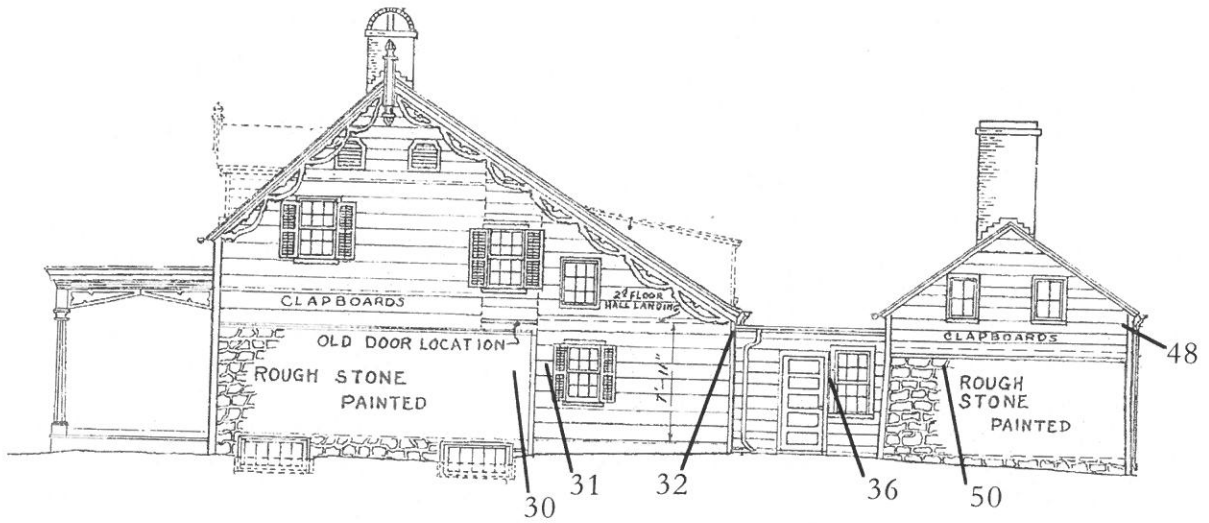 2ᵈ FLOOR
HALL LANDING
CLAPBOARDS
OLD DOOR LOCATION
ROUGH STONE
PAINTED
7'-11"
CLAPBOARDS
ROUGH
STONE
PAINTED
48
30
31
32
36
50